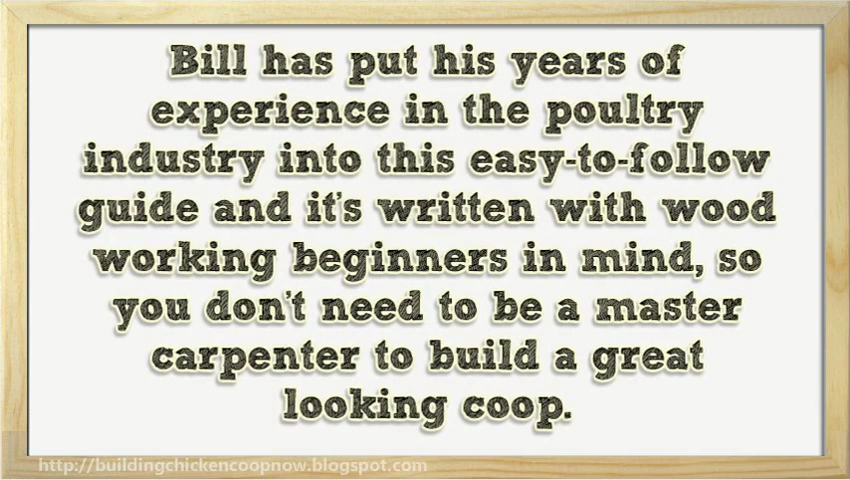 Bill has put his years of
experience in the poultry
industry into this easy-to-follow
guide and it's written with wood
working beginners in mind, so
you don't need to be a master
carpenter to build a great
looking coop.
http://buildingchickencoopnow.blogspot.com